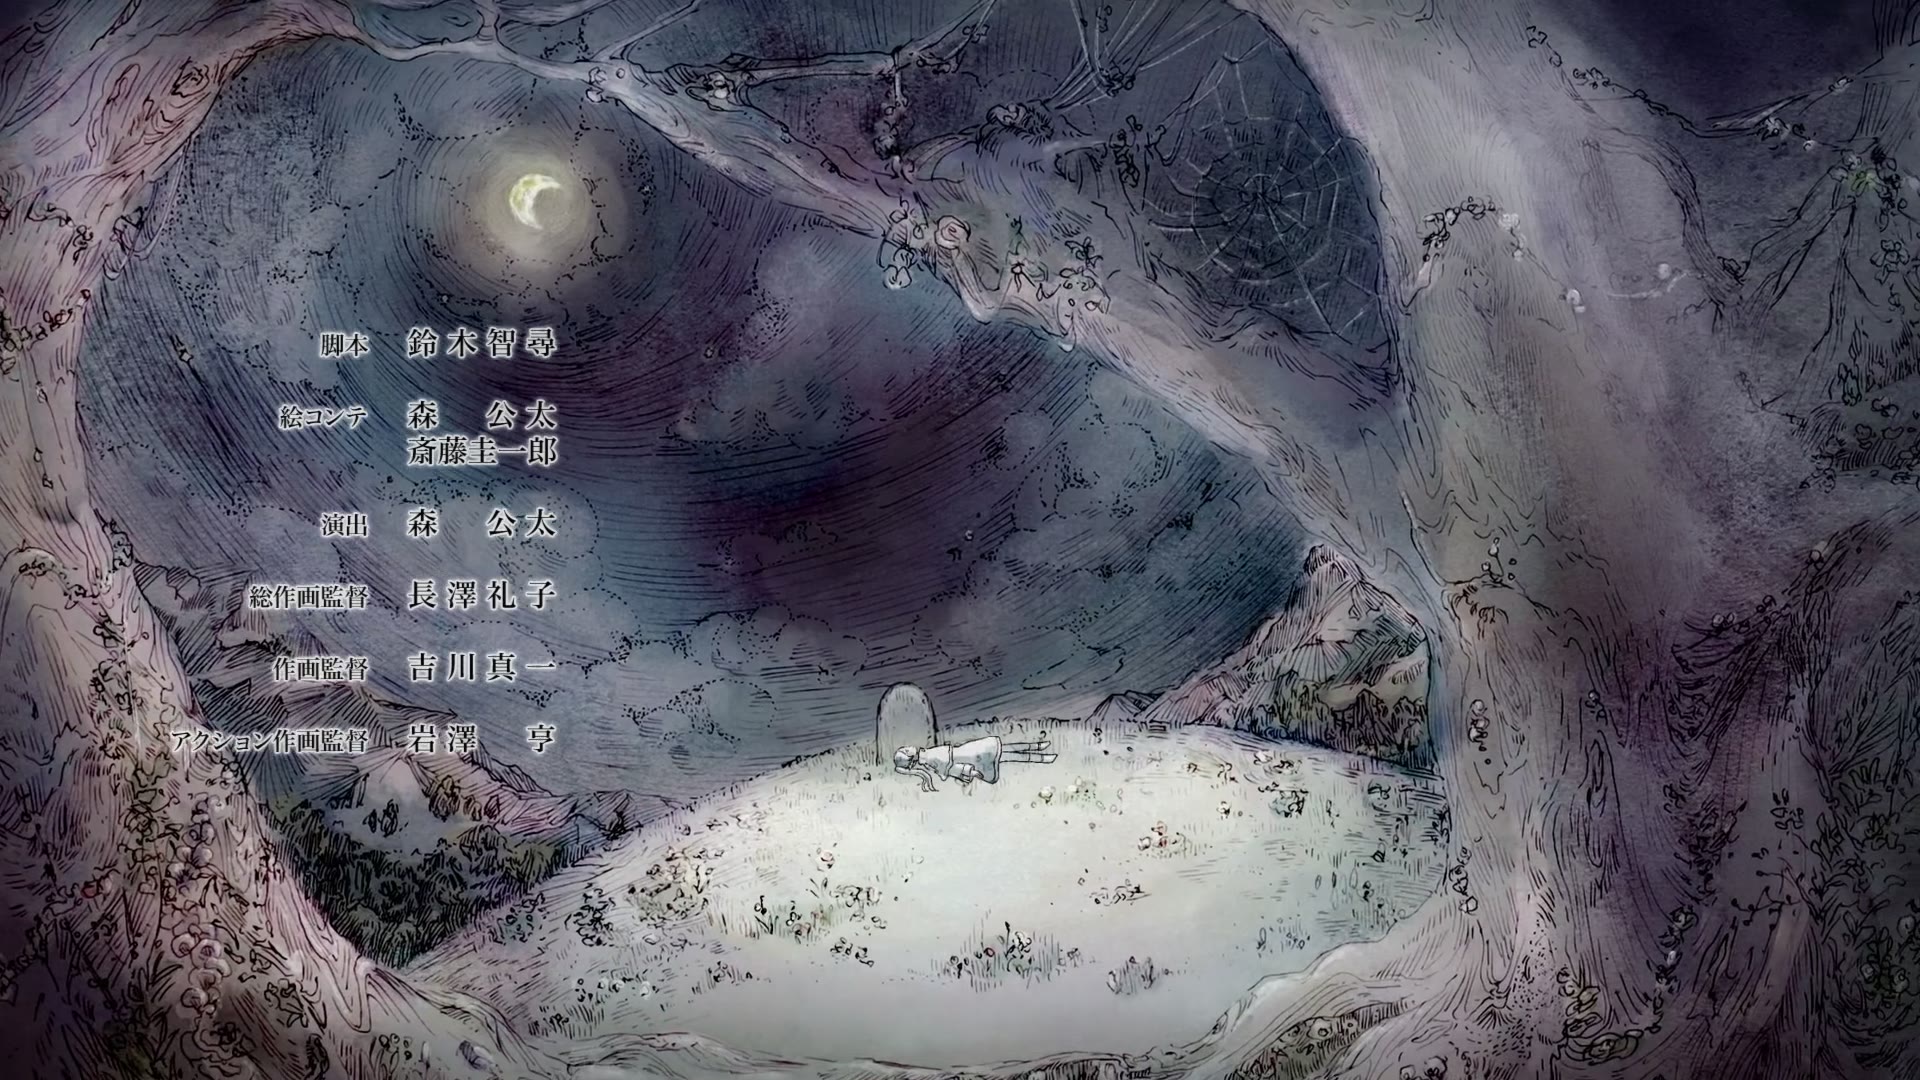 脚本 鈴木智尋
絵コンテ 森 公太
斎藤圭一郎
演出 森 公太
総作画監督 長澤礼子
作画監督 吉川真一
アクション作画監督 岩澤 亨